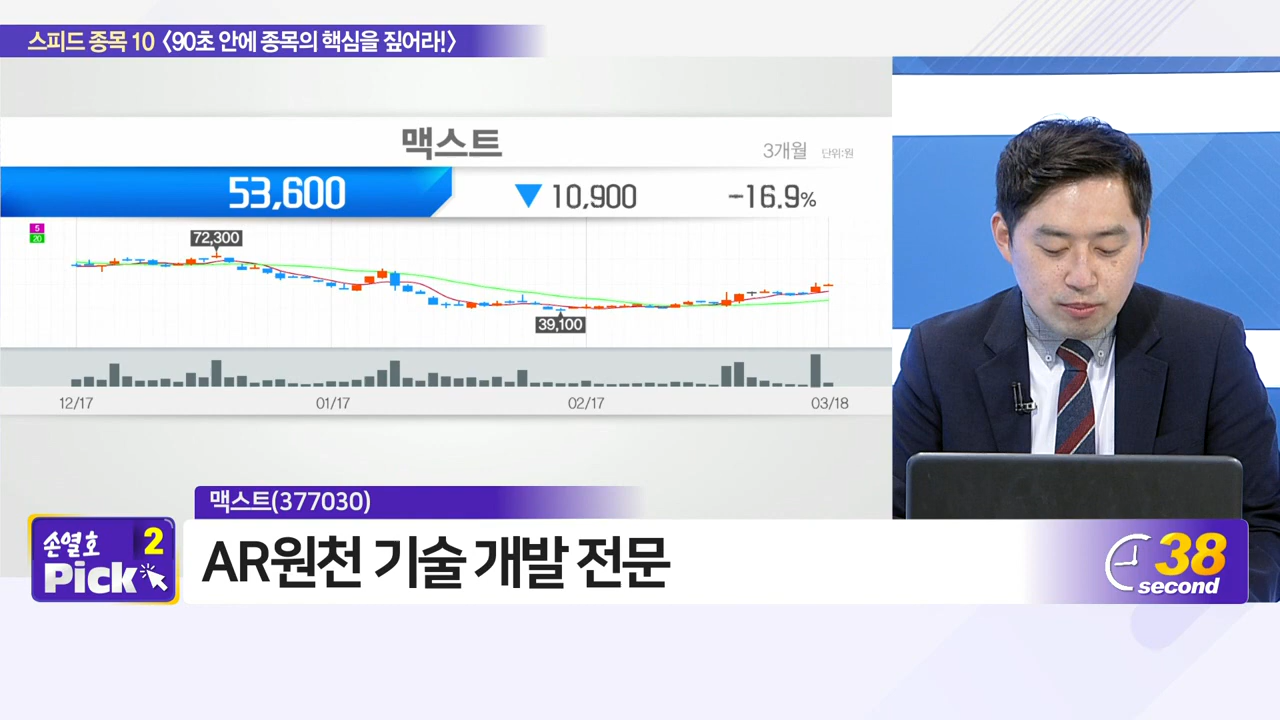 스피드 종목 10 〈90초 안에 종목의 핵심을 짚어라!〉
맥스트
3개월 단위:원
53,600 ▼ 10,900 -16.9%
5
20
72,300
39,100
12/17 01/17 02/17 03/18
맥스트(377030)
손열호 2
Pick
AR원천 기술 개발 전문
38
second